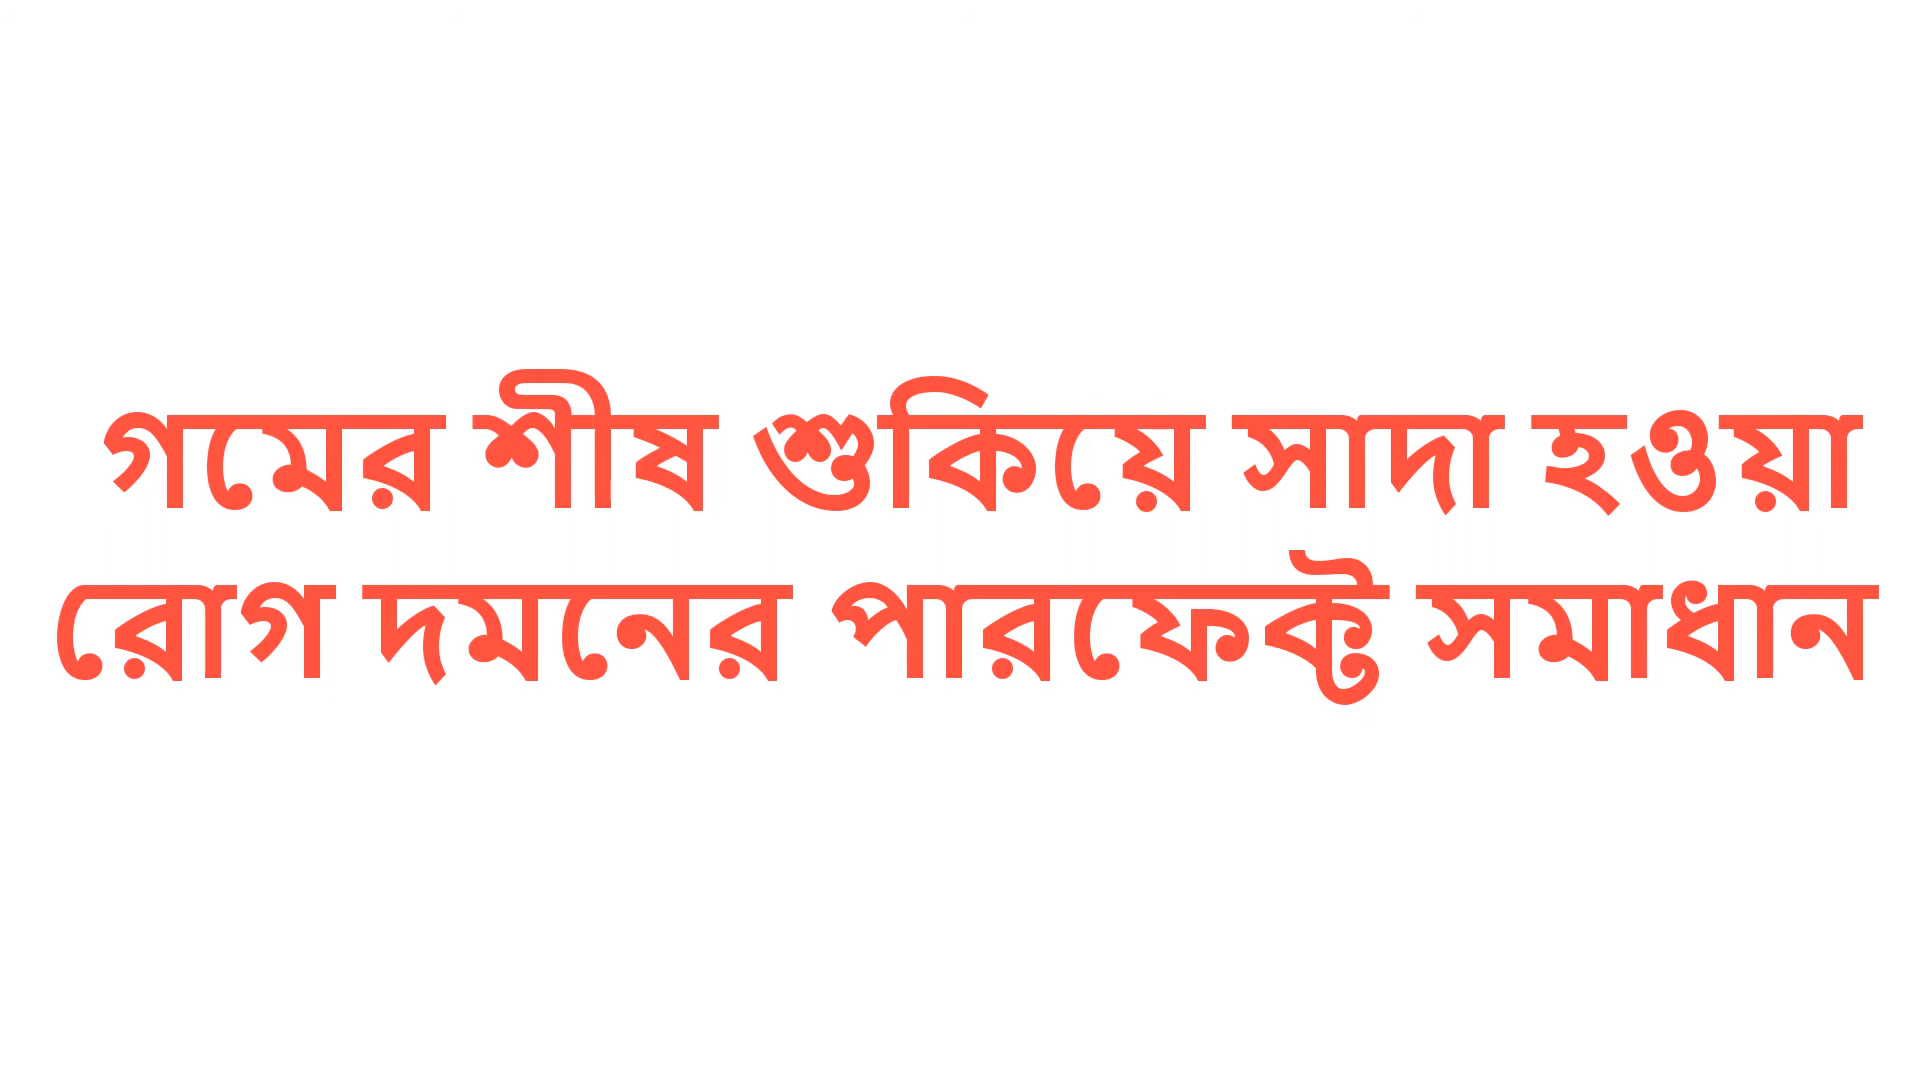 গমের শীষ শুকিয়ে সাদা হওয়া
রোগ দমনের পারফেক্ট সমাধান